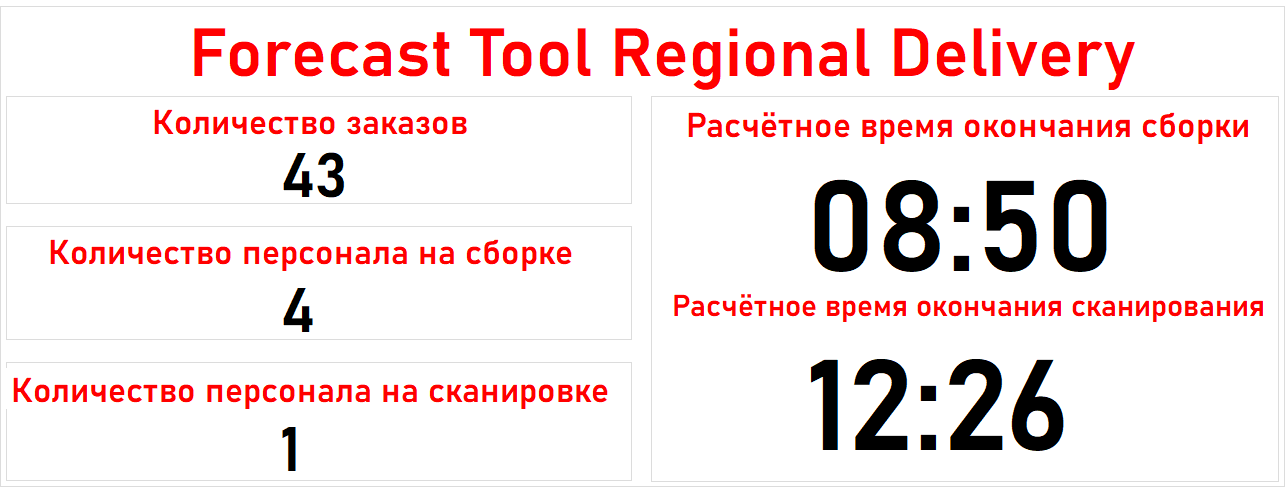 Forecast Tool Regional Delivery
Количество заказов
43
Количество персонала на сборке
4
Количество персонала на сканировке
1
Расчётное время окончания сборки
08:50
Расчётное время окончания сканирования
12:26